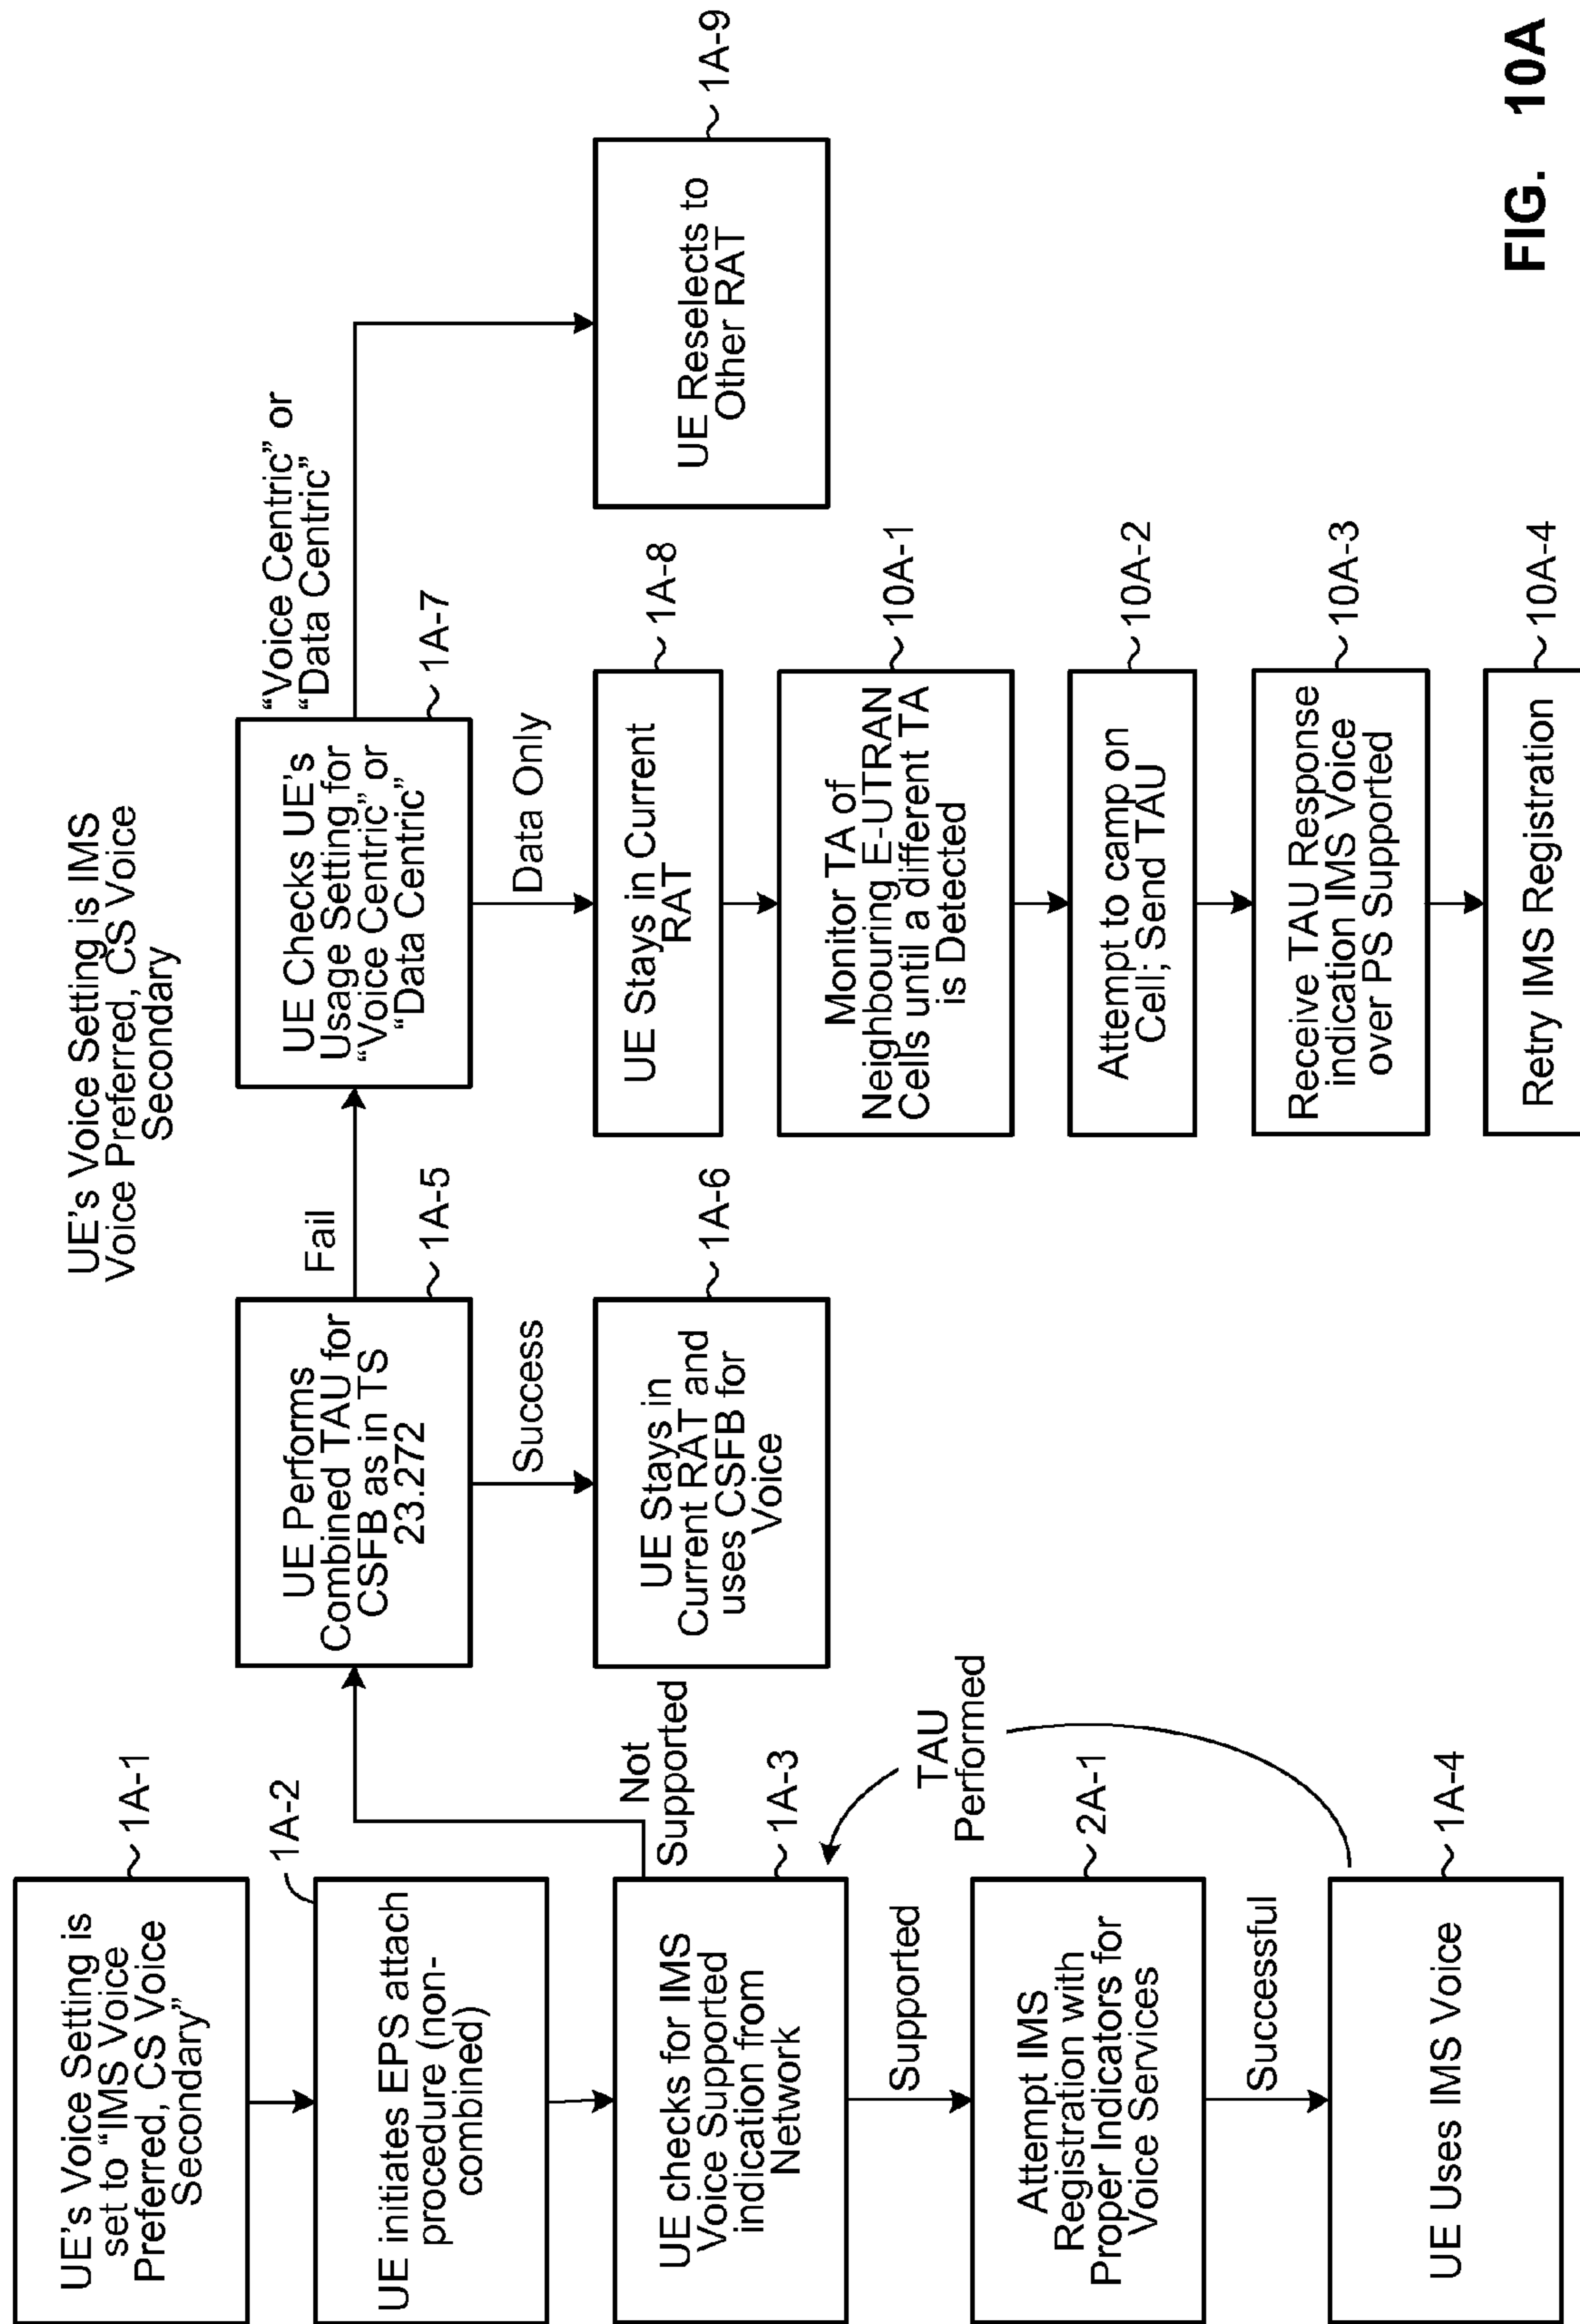 UE's Voice Setting is IMS
Voice Preferred, CS Voice
Secondary
UE's Voice Setting is
set to “IMS Voice
Preferred, CS Voice
Secondary”
1A-1
UE initiates EPS attach
procedure (non-
combined)
1A-2
UE checks for IMS
Voice Supported
indication from
Network
1A-3
Not
Supported
Supported
TAU
Performed
Attempt IMS
Registration with
Proper Indicators for
Voice Services
2A-1
Successful
UE Uses IMS Voice
1A-4
UE Performs
Combined TAU for
CSFB as in TS
23.272
1A-5
Fail
Success
UE Stays in
Current RAT and
uses CSFB for
Voice
1A-6
UE Checks UE's
Usage Setting for
“Voice Centric” or
“Data Centric”
1A-7
“Voice Centric” or
“Data Centric”
Data Only
UE Stays in Current
RAT
1A-8
Monitor TA of
Neighbouring E-UTRAN
Cells until a different TA
is Detected
10A-1
Attempt to camp on
Cell; Send TAU
10A-2
Receive TAU Response
indication IMS Voice
over PS Supported
10A-3
Retry IMS Registration
10A-4
UE Reselects to
Other RAT
1A-9
FIG. 10A